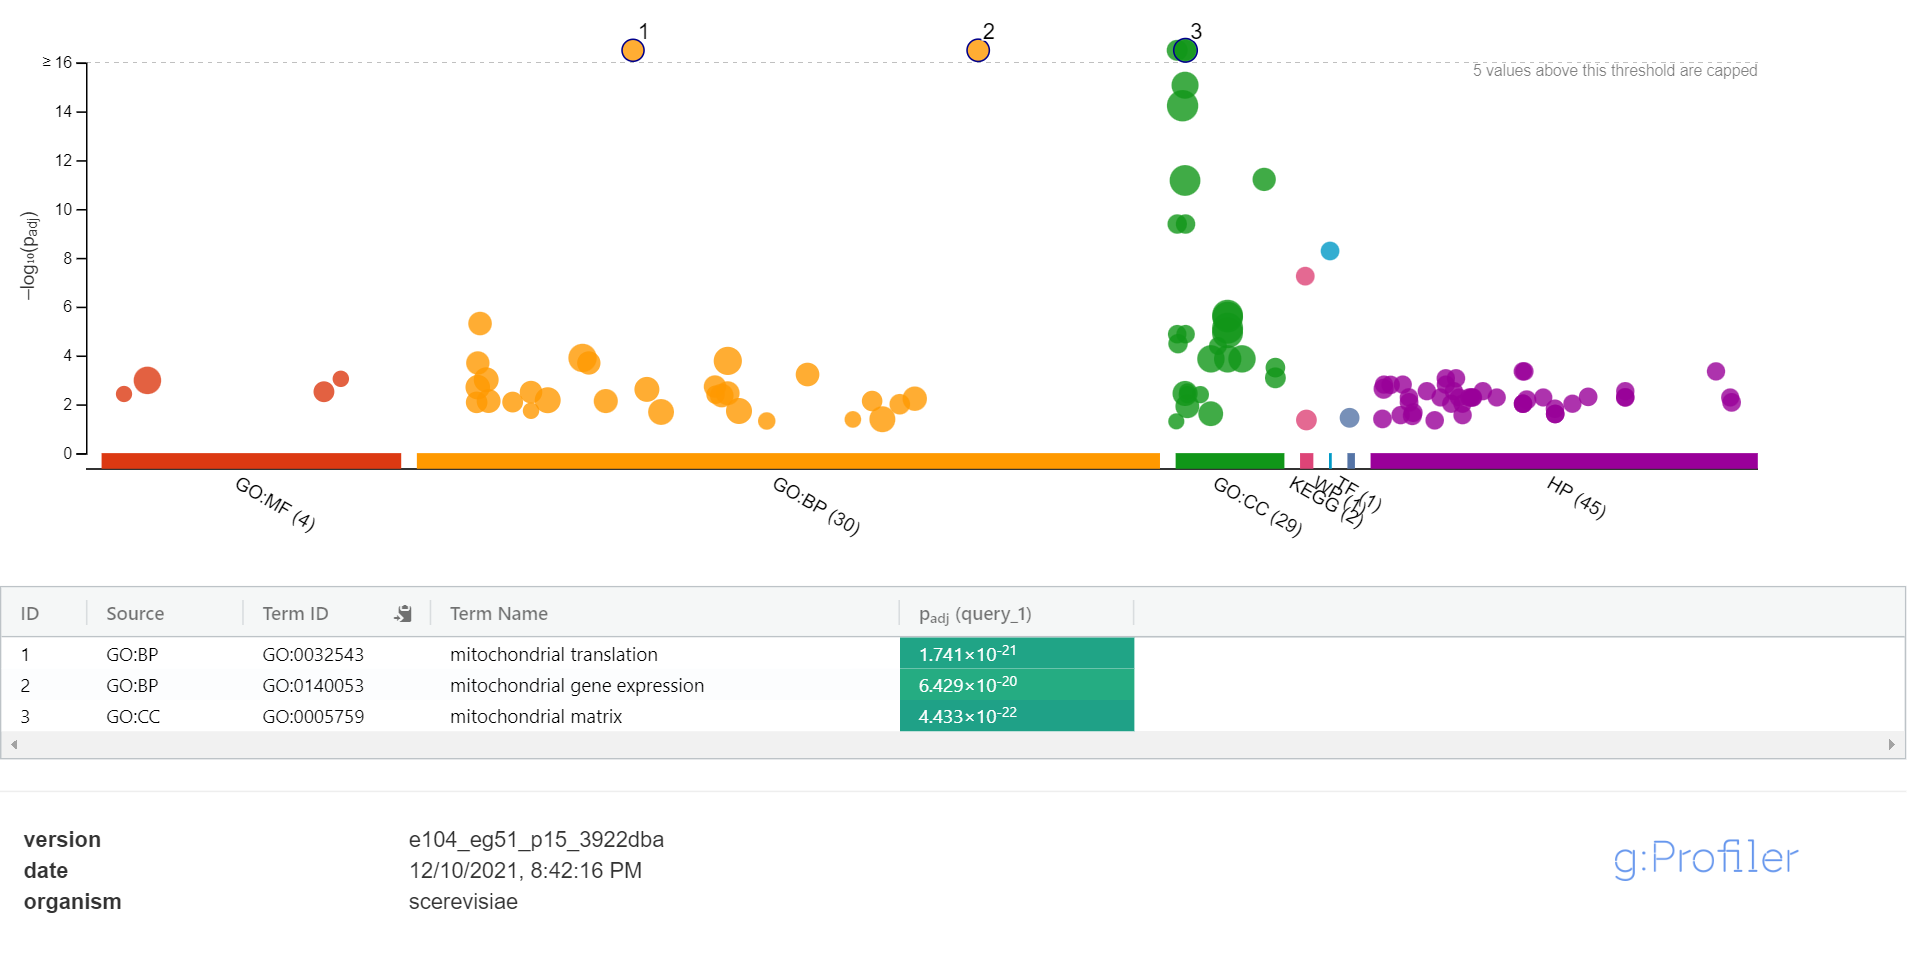 1 2 3
≥ 16
5 values above this threshold are capped
14
12
10
8
6
4
2
0
–log₁₀(padj)
GO:MF (4) GO:BP (30) GO:CC (29) KEGG (2) WP (1) TF (1) HP (45)
ID Source Term ID Term Name padj (query_1)
1 GO:BP GO:0032543 mitochondrial translation 1.741×10⁻²¹
2 GO:BP GO:0140053 mitochondrial gene expression 6.429×10⁻²⁰
3 GO:CC GO:0005759 mitochondrial matrix 4.433×10⁻²²
version e104_eg51_p15_3922dba
date 12/10/2021, 8:42:16 PM
organism scerevisiae
g:Profiler